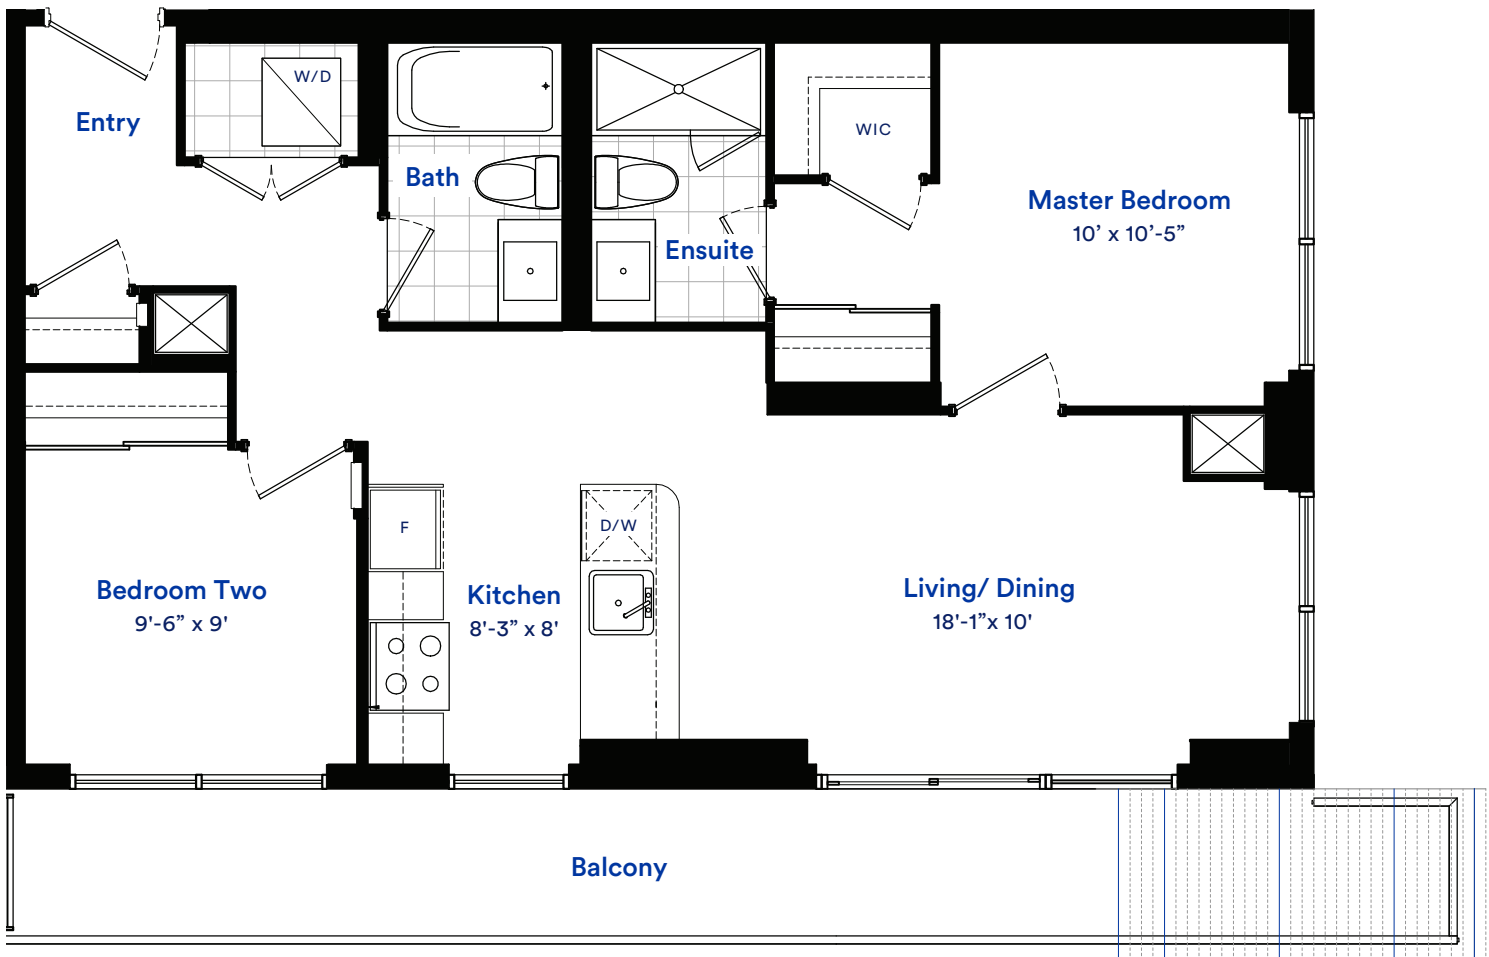 W/D
Entry
WIC
Bath
Master Bedroom
10’ x 10’-5”
Ensuite
F
D/W
Bedroom Two
9'-6” x 9'
Kitchen
8'-3” x 8'
Living/ Dining
18'-1”x 10'
Balcony